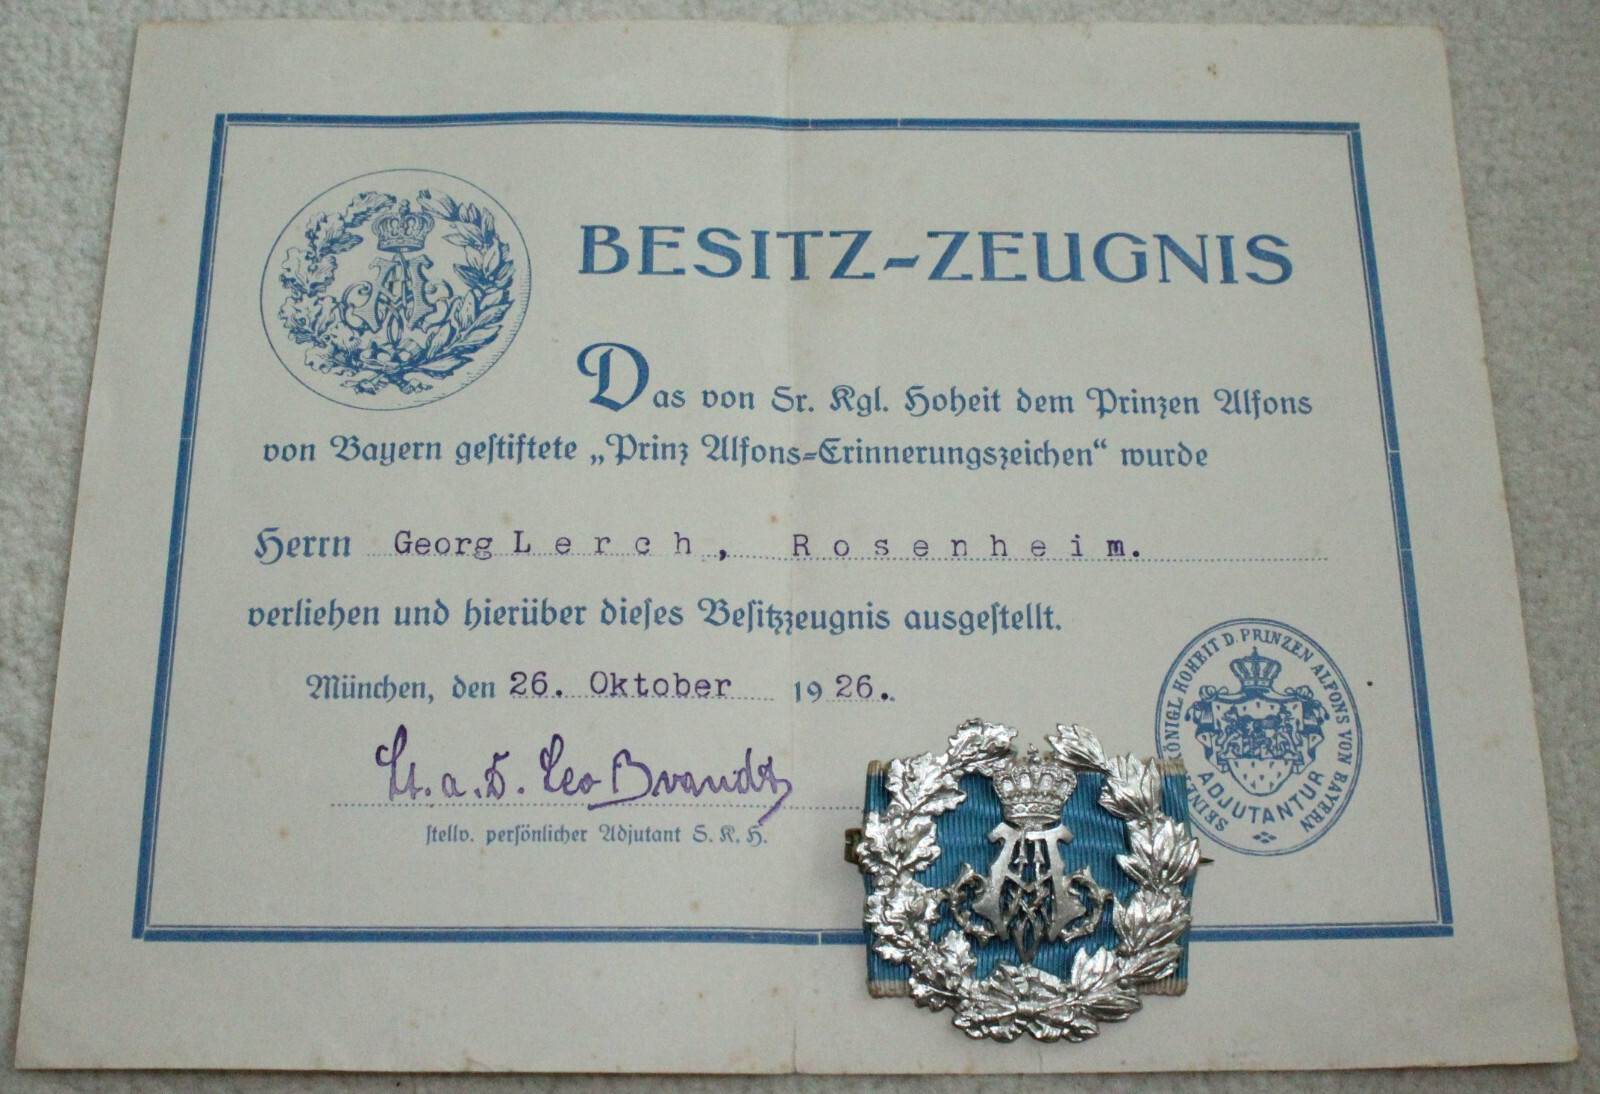 BESITZ-ZEUGNIS
Das von Sr. Kgl. Hoheit dem Prinzen Alfons
von Bayern gestiftete „Prinz Alfons-Erinnerungszeichen“ wurde
Herrn Georg Lerch, Rosenheim.
verliehen und hierüber dieses Besitzzeugnis ausgestellt.
München, den 26. Oktober 1926.
Lt. a. D. Leo Brandt
stellv. persönlicher Adjutant S. K. H.
SEINER KÖNIGL HOHEIT D. PRINZEN ALFONS VON BAYERN
ADJUTANTUR